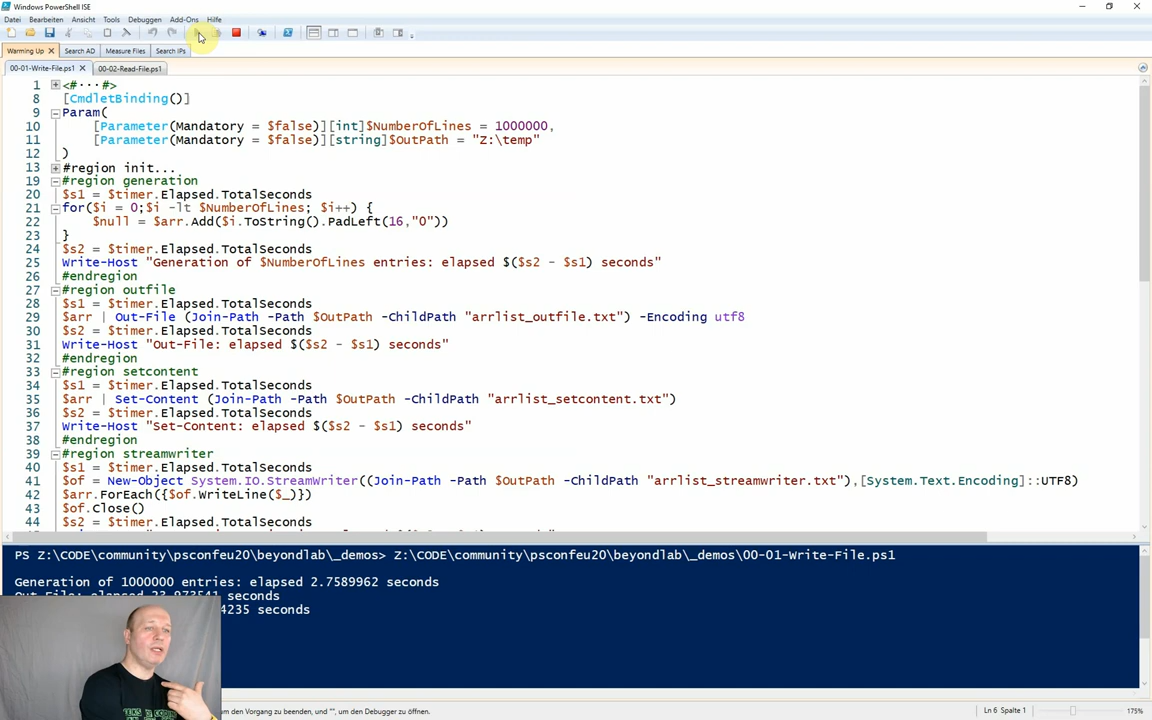 Windows PowerShell ISE
Datei Bearbeiten Ansicht Tools Debuggen Add-Ons Hilfe
Warming Up Search AD Measure Files Search IPs
00-01-Write-File.ps1 00-02-Read-File.ps1
1 <#...#>
8 [CmdletBinding()]
9 Param(
10 [Parameter(Mandatory = $false)][int]$NumberOfLines = 1000000,
11 [Parameter(Mandatory = $false)][string]$OutPath = "Z:\temp"
12 )
13 #region init...
19 #region generation
20 $s1 = $timer.Elapsed.TotalSeconds
21 for($i = 0;$i -lt $NumberOfLines; $i++) {
22 $null = $arr.Add($i.ToString().PadLeft(16,"0"))
23 }
24 $s2 = $timer.Elapsed.TotalSeconds
25 Write-Host "Generation of $NumberOfLines entries: elapsed $($s2 - $s1) seconds"
26 #endregion
27 #region outfile
28 $s1 = $timer.Elapsed.TotalSeconds
29 $arr | Out-File (Join-Path -Path $OutPath -ChildPath "arrlist_outfile.txt") -Encoding utf8
30 $s2 = $timer.Elapsed.TotalSeconds
31 Write-Host "Out-File: elapsed $($s2 - $s1) seconds"
32 #endregion
33 #region setcontent
34 $s1 = $timer.Elapsed.TotalSeconds
35 $arr | Set-Content (Join-Path -Path $OutPath -ChildPath "arrlist_setcontent.txt")
36 $s2 = $timer.Elapsed.TotalSeconds
37 Write-Host "Set-Content: elapsed $($s2 - $s1) seconds"
38 #endregion
39 #region streamwriter
40 $s1 = $timer.Elapsed.TotalSeconds
41 $of = New-Object System.IO.StreamWriter((Join-Path -Path $OutPath -ChildPath "arrlist_streamwriter.txt"),[System.Text.Encoding]::UTF8)
42 $arr.ForEach({$of.WriteLine($_)})
43 $of.Close()
44 $s2 = $timer.Elapsed.TotalSeconds
PS Z:\CODE\community\psconfeu20\beyondlab\_demos> Z:\CODE\community\psconfeu20\beyondlab\_demos\00-01-Write-File.ps1
Generation of 1000000 entries: elapsed 2.7589962 seconds
Out-File: elapsed 23.973541 seconds
4235 seconds
um den Vorgang zu beenden, und "", um den Debugger zu öffnen.
Ln 6 Spalte 1
175%